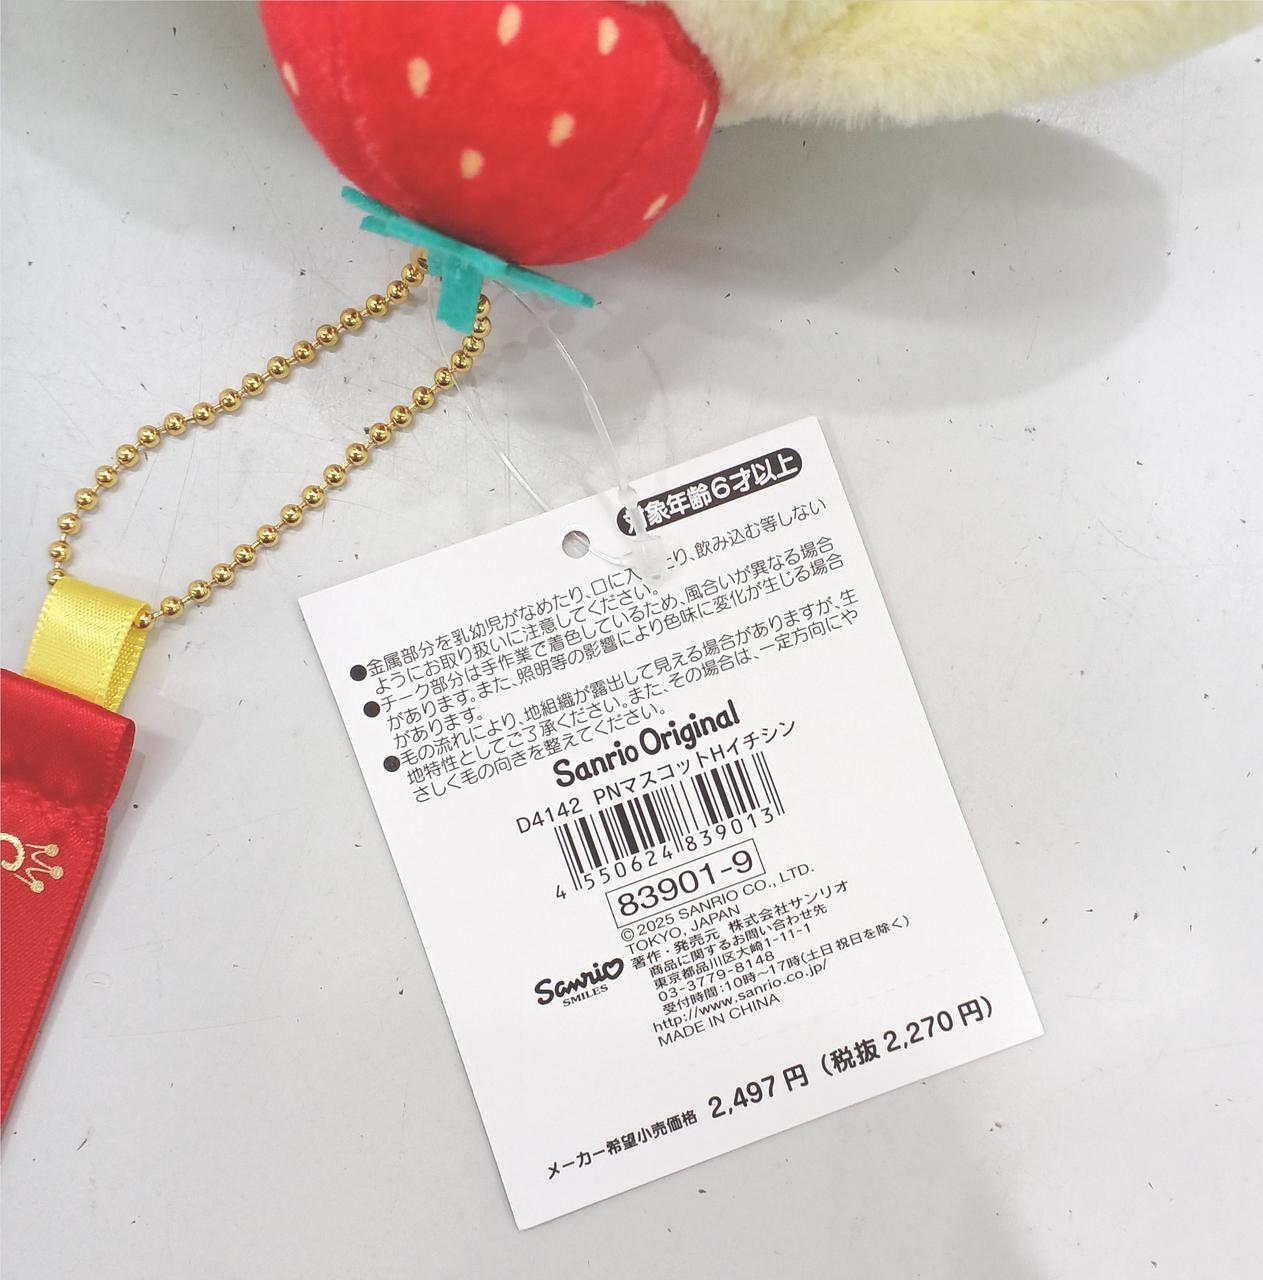 対象年齢6才以上
●金属部分を乳幼児がなめたり、口に入れたり、飲み込む等しない
ようにお取り扱いに注意してください。
●チーク部分は手作業で着色しているため、風合いが異なる場合
があります。また、照明等の影響により色味に変化が生じる場合
があります。
●毛の流れにより、地組織が露出して見える場合がありますが、生
地特性としてご了承ください。また、その場合は、一定方向にや
さしく毛の向きを整えてください。
Sanrio Original
D4142 PNマスコットHイチシン
4 550624 839013
83901-9
©2025 SANRIO CO., LTD.
TOKYO, JAPAN
著作・発売元 株式会社サンリオ
商品に関するお問い合わせ先
東京都品川区大崎1-11-1
03-3779-8148
受付時間:10時～17時(土日祝日を除く)
http://www.sanrio.co.jp/
MADE IN CHINA
Sanrio
SMILES
メーカー希望小売価格 2,497円（税抜2,270円）